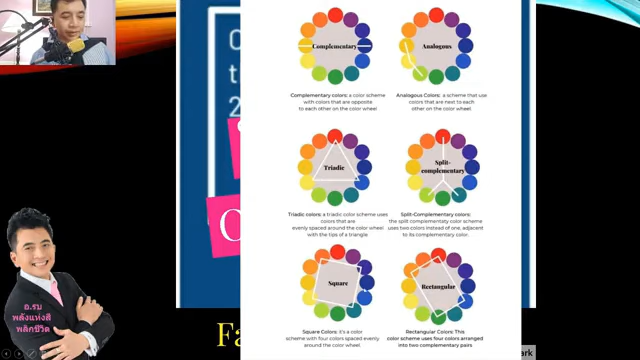 Complementary
Analogous
Complementary colors: a color scheme
with colors that are opposite
to each other on the color wheel
Analogous Colors: a scheme that use
colors that are next to each
other on the color wheel.
Triadic
Split-
complementary
Triadic colors: a triadic color scheme uses
colors that are
evenly spaced around the color wheel
with the tips of a triangle
Split-Complementary colors:
the split complementary color scheme
uses two colors instead of one, adjacent
to its complementary color.
Square
Rectangular
Square Colors: it's a color
scheme with four colors spaced evenly
around the color wheel.
Rectangular Colors: This
color scheme uses four colors arranged
into two complementary pairs
อ.รบ
พลังแห่งสี
พลิกชีวิต